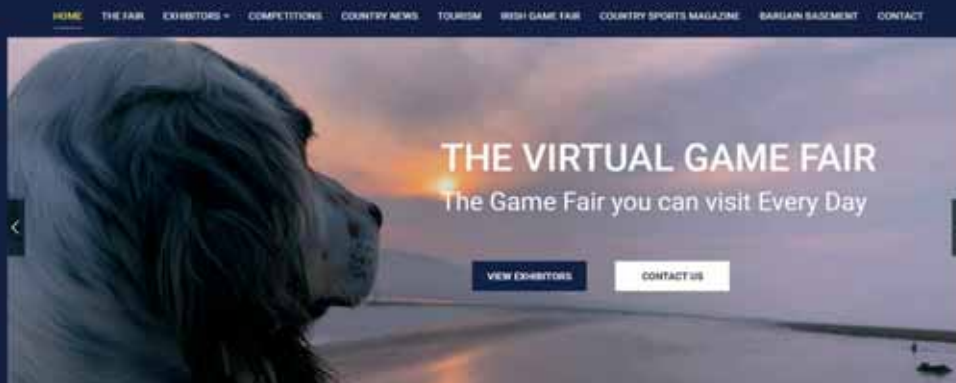 HOME THE FAIR EXHIBITORS COMPETITIONS COUNTRY NEWS TOURISM IRISH GAME FAIR COUNTRY SPORTS MAGAZINE BARGAIN BASEMENT CONTACT
THE VIRTUAL GAME FAIR
The Game Fair you can visit Every Day
VIEW EXHIBITORS CONTACT US